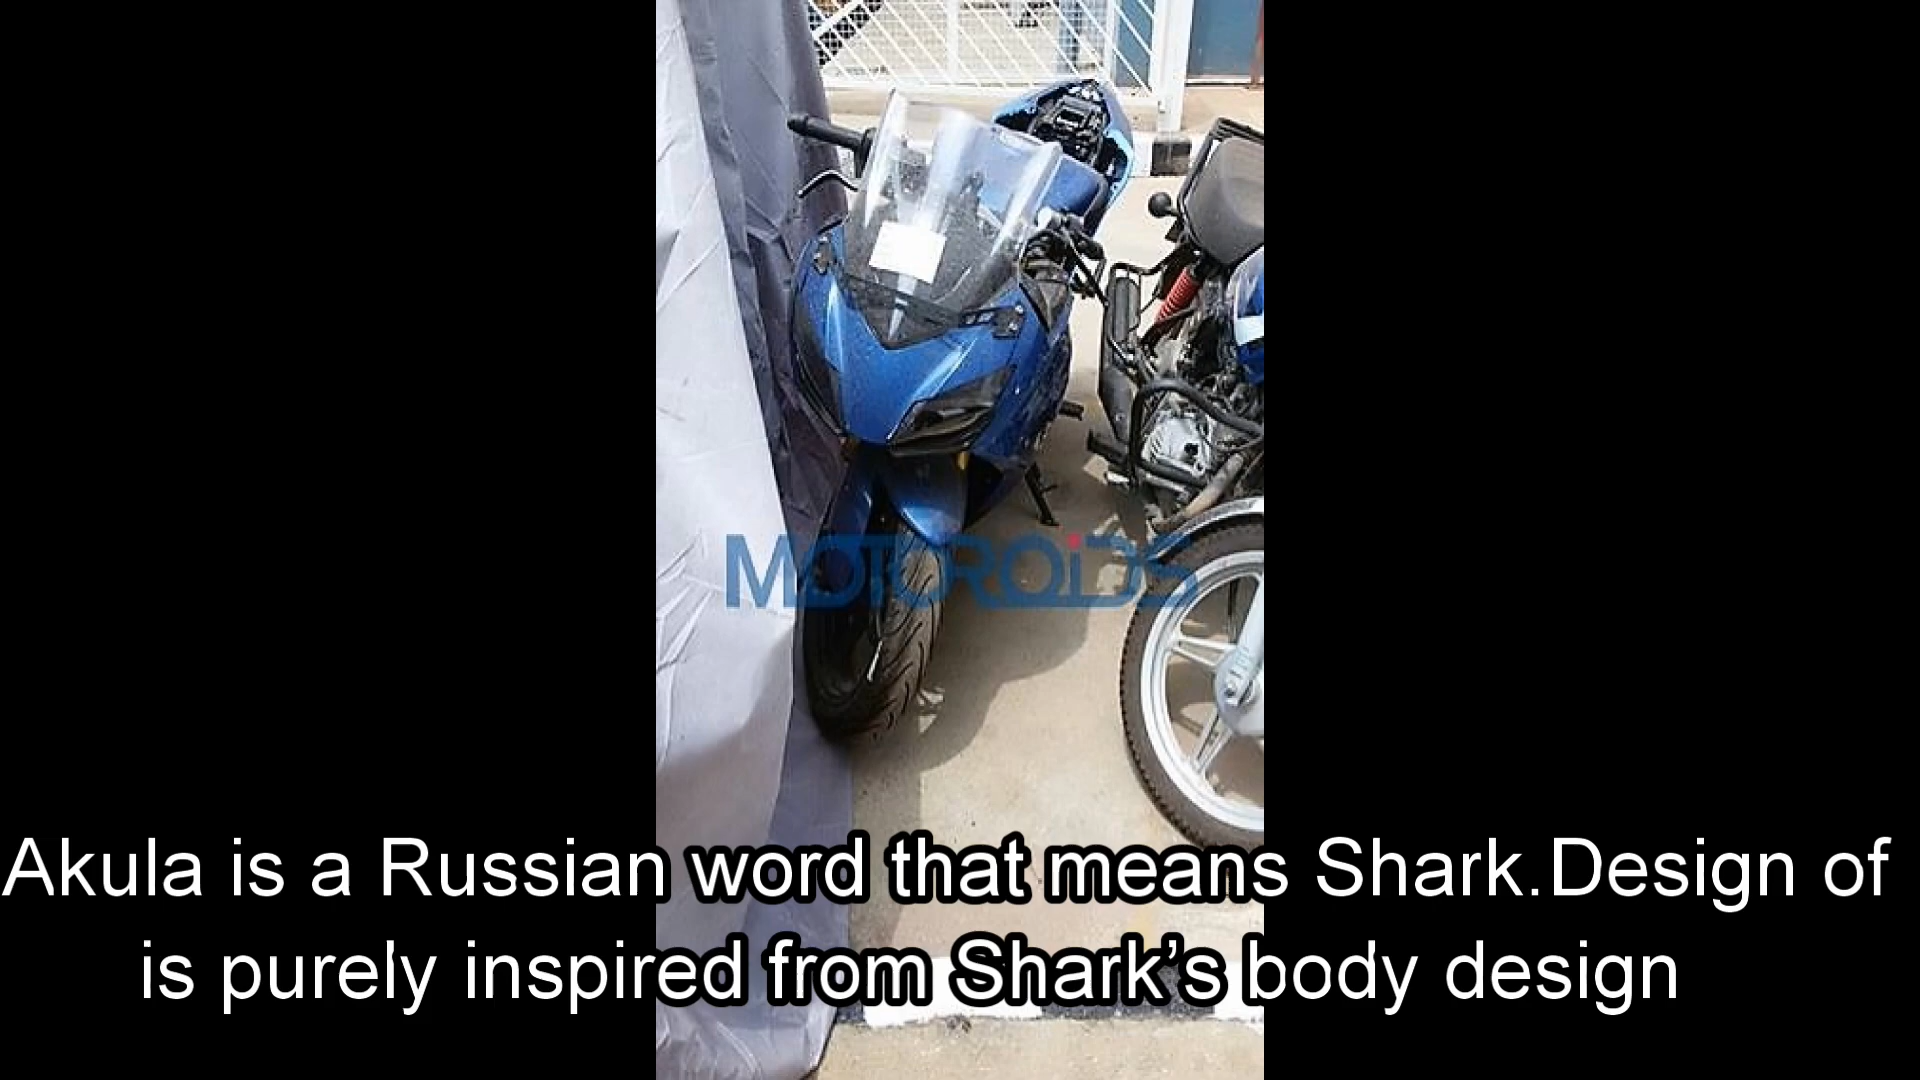 MOTOROiDS
Akula is a Russian word that means Shark.Design of
is purely inspired from Shark’s body design